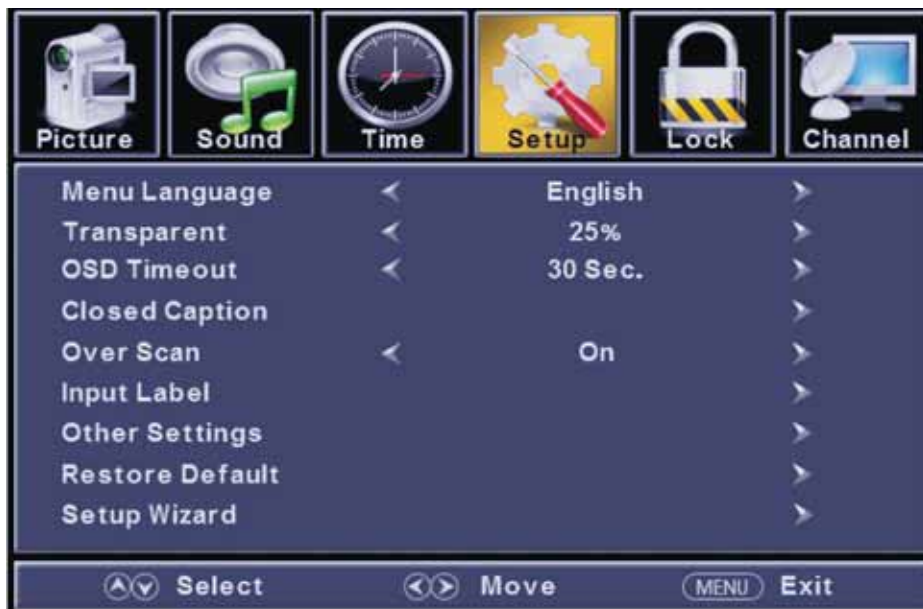 Picture Sound Time Setup Lock Channel
Menu Language English
Transparent 25%
OSD Timeout 30 Sec.
Closed Caption
Over Scan On
Input Label
Other Settings
Restore Default
Setup Wizard
Select Move MENU Exit